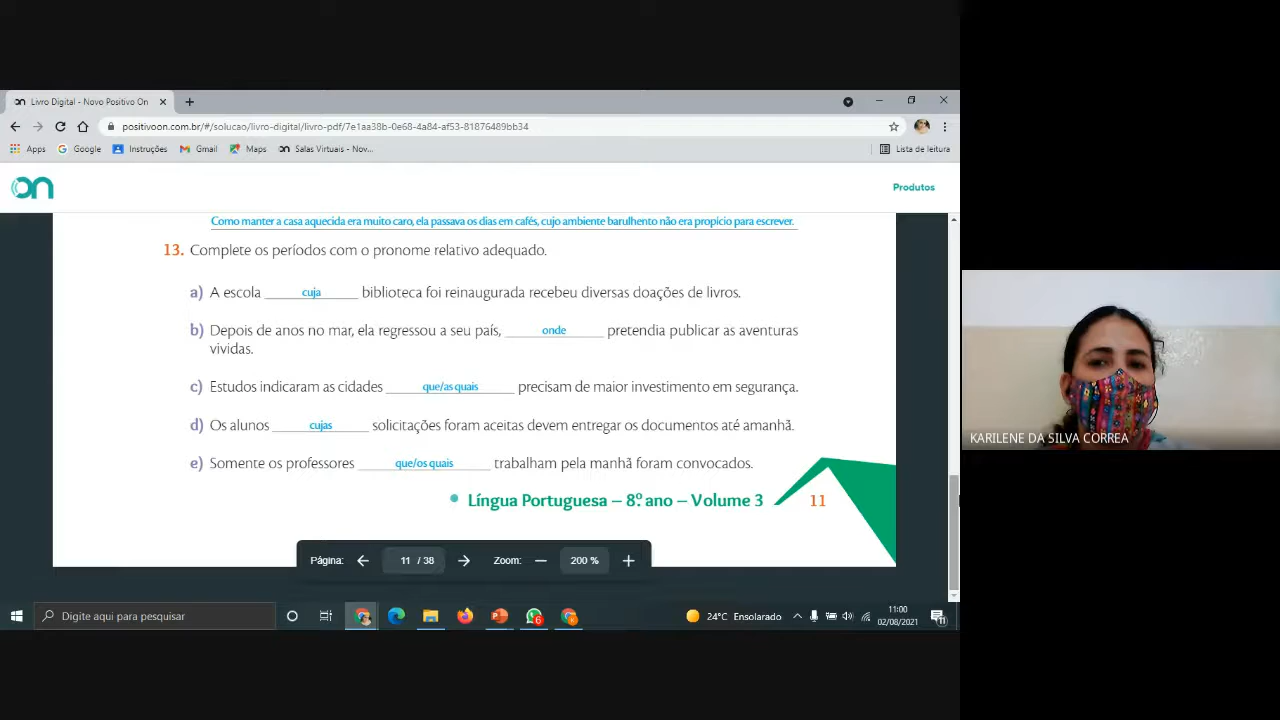 Livro Digital - Novo Positivo On
positivoon.com.br/#/solucao/livro-digital/livro-pdf/7e1aa38b-0e68-4a84-af53-81876489bb34
Apps Google Instruções Gmail Maps Salas Virtuais - Nov... Lista de leitura
on Produtos
Como manter a casa aquecida era muito caro, ela passava os dias em cafés, cujo ambiente barulhento não era propício para escrever.
13. Complete os períodos com o pronome relativo adequado.
a) A escola cuja biblioteca foi reinaugurada recebeu diversas doações de livros.
b) Depois de anos no mar, ela regressou a seu país, onde pretendia publicar as aventuras
vividas.
c) Estudos indicaram as cidades que/as quais precisam de maior investimento em segurança.
d) Os alunos cujas solicitações foram aceitas devem entregar os documentos até amanhã.
e) Somente os professores que/os quais trabalham pela manhã foram convocados.
Língua Portuguesa – 8º. ano – Volume 3 11
Página: 11 / 38 Zoom: 200 %
Digite aqui para pesquisar
6
24°C Ensolarado
11:00
02/08/2021
11
KARILENE DA SILVA CORREA